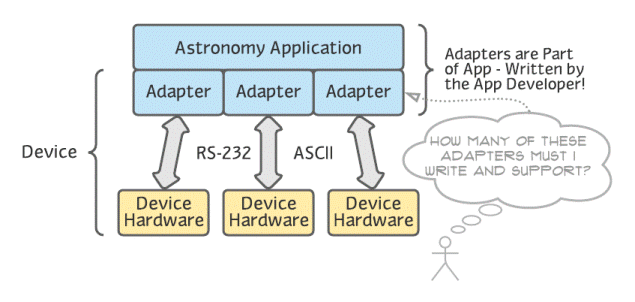 Astronomy Application
Adapter
Adapter
Adapter
Adapters are Part
of App - Written by
the App Developer!
Device
RS-232
ASCII
HOW MANY OF THESE
ADAPTERS MUST I
WRITE AND SUPPORT?
Device
Hardware
Device
Hardware
Device
Hardware